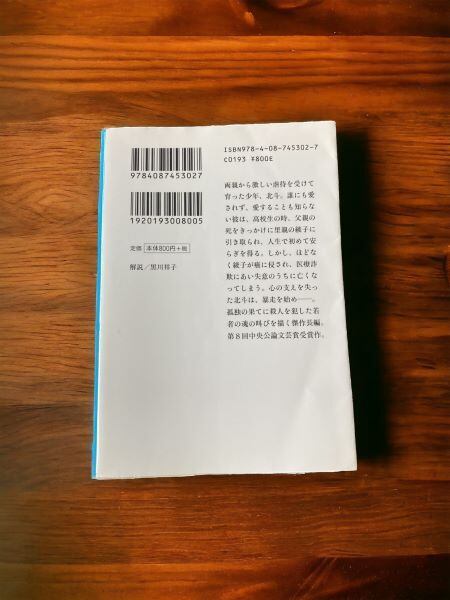 ISBN978-4-08-745302-7
C0193 ¥800E
9784087453027
1920193008005
定価 本体800円+税
解説/黒川祥子
両親から激しい虐待を受けて
育った少年、北斗。誰にも愛
されず、愛することも知らな
い彼は、高校生の時、父親の
死をきっかけに里親の綾子に
引き取られ、人生で初めて安
らぎを得る。しかし、ほどな
く綾子が癌に侵され、医療詐
欺にあい失意のうちに亡くな
ってしまう。心の支えを失っ
た北斗は、暴走を始め——。
孤独の果てに殺人を犯した若
者の魂の叫びを描く傑作長編。
第8回中央公論文芸賞受賞作。